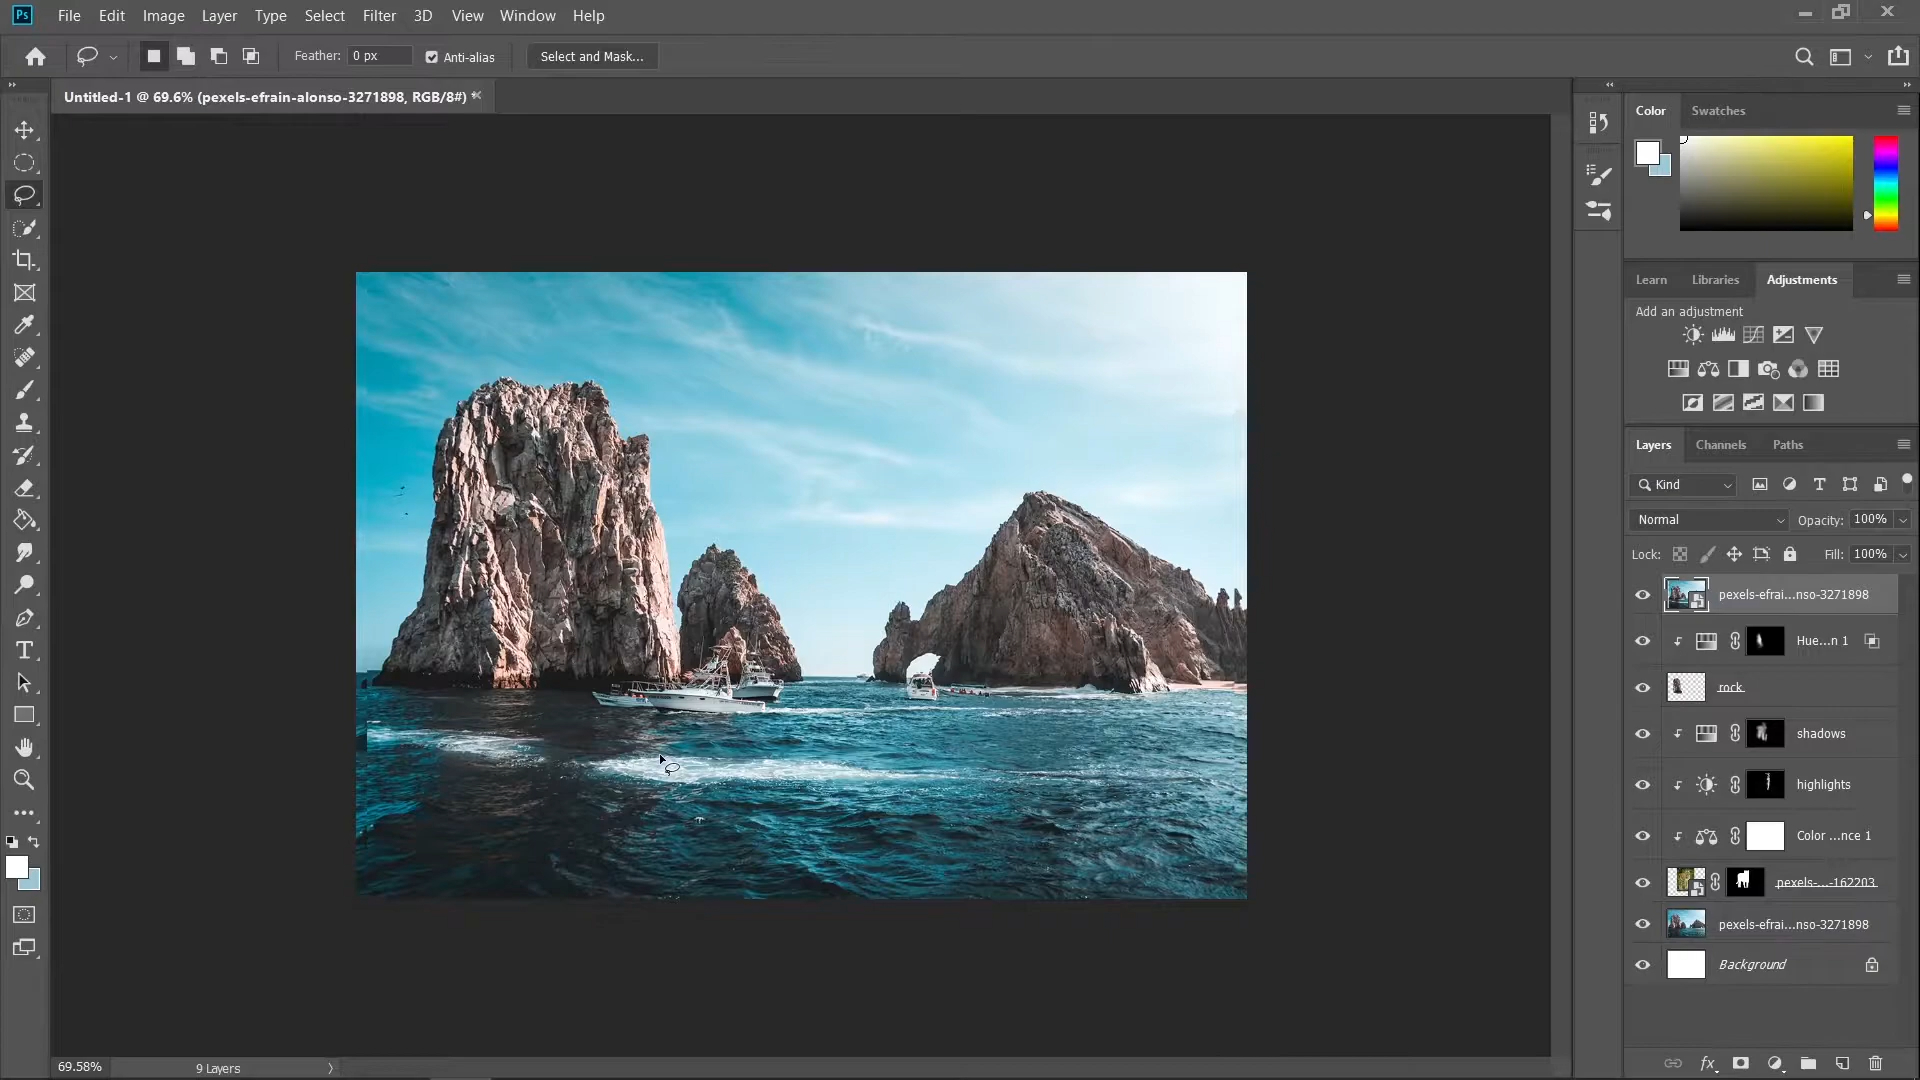 Ps File Edit Image Layer Type Select Filter 3D View Window Help
Feather: 0 px Anti-alias Select and Mask...
Untitled-1 @ 69.6% (pexels-efrain-alonso-3271898, RGB/8#) *
Color Swatches
Learn Libraries Adjustments
Add an adjustment
Layers Channels Paths
Kind
Normal Opacity: 100%
Lock: Fill: 100%
pexels-efrai...nso-3271898
Hue...n 1
rock
shadows
highlights
Color ...nce 1
pexels-...-162203
pexels-efrai...nso-3271898
Background
69.58% 9 Layers
fx